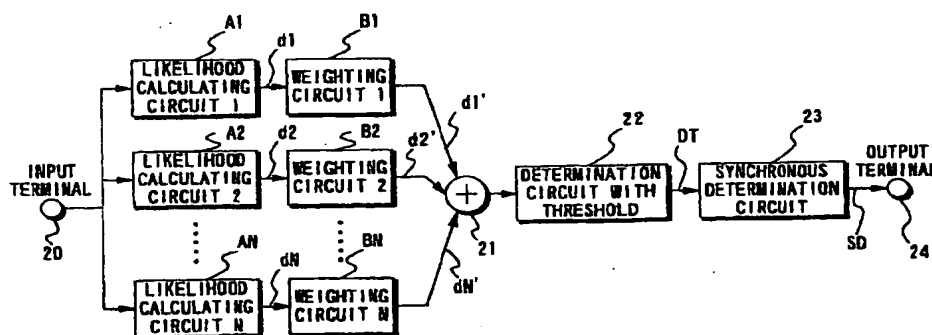 A1
B1
d1
LIKELIHOOD
CALCULATING
CIRCUIT 1
WEIGHTING
CIRCUIT 1
d1'
A2
B2
d2
d2'
LIKELIHOOD
CALCULATING
CIRCUIT 2
WEIGHTING
CIRCUIT 2
INPUT
TERMINAL
20
+
21
22
DETERMINATION
CIRCUIT WITH
THRESHOLD
DT
23
SYNCHRONOUS
DETERMINATION
CIRCUIT
OUTPUT
TERMINAL
SD
24
AN
BN
dN
dN'
LIKELIHOOD
CALCULATING
CIRCUIT N
WEIGHTING
CIRCUIT N